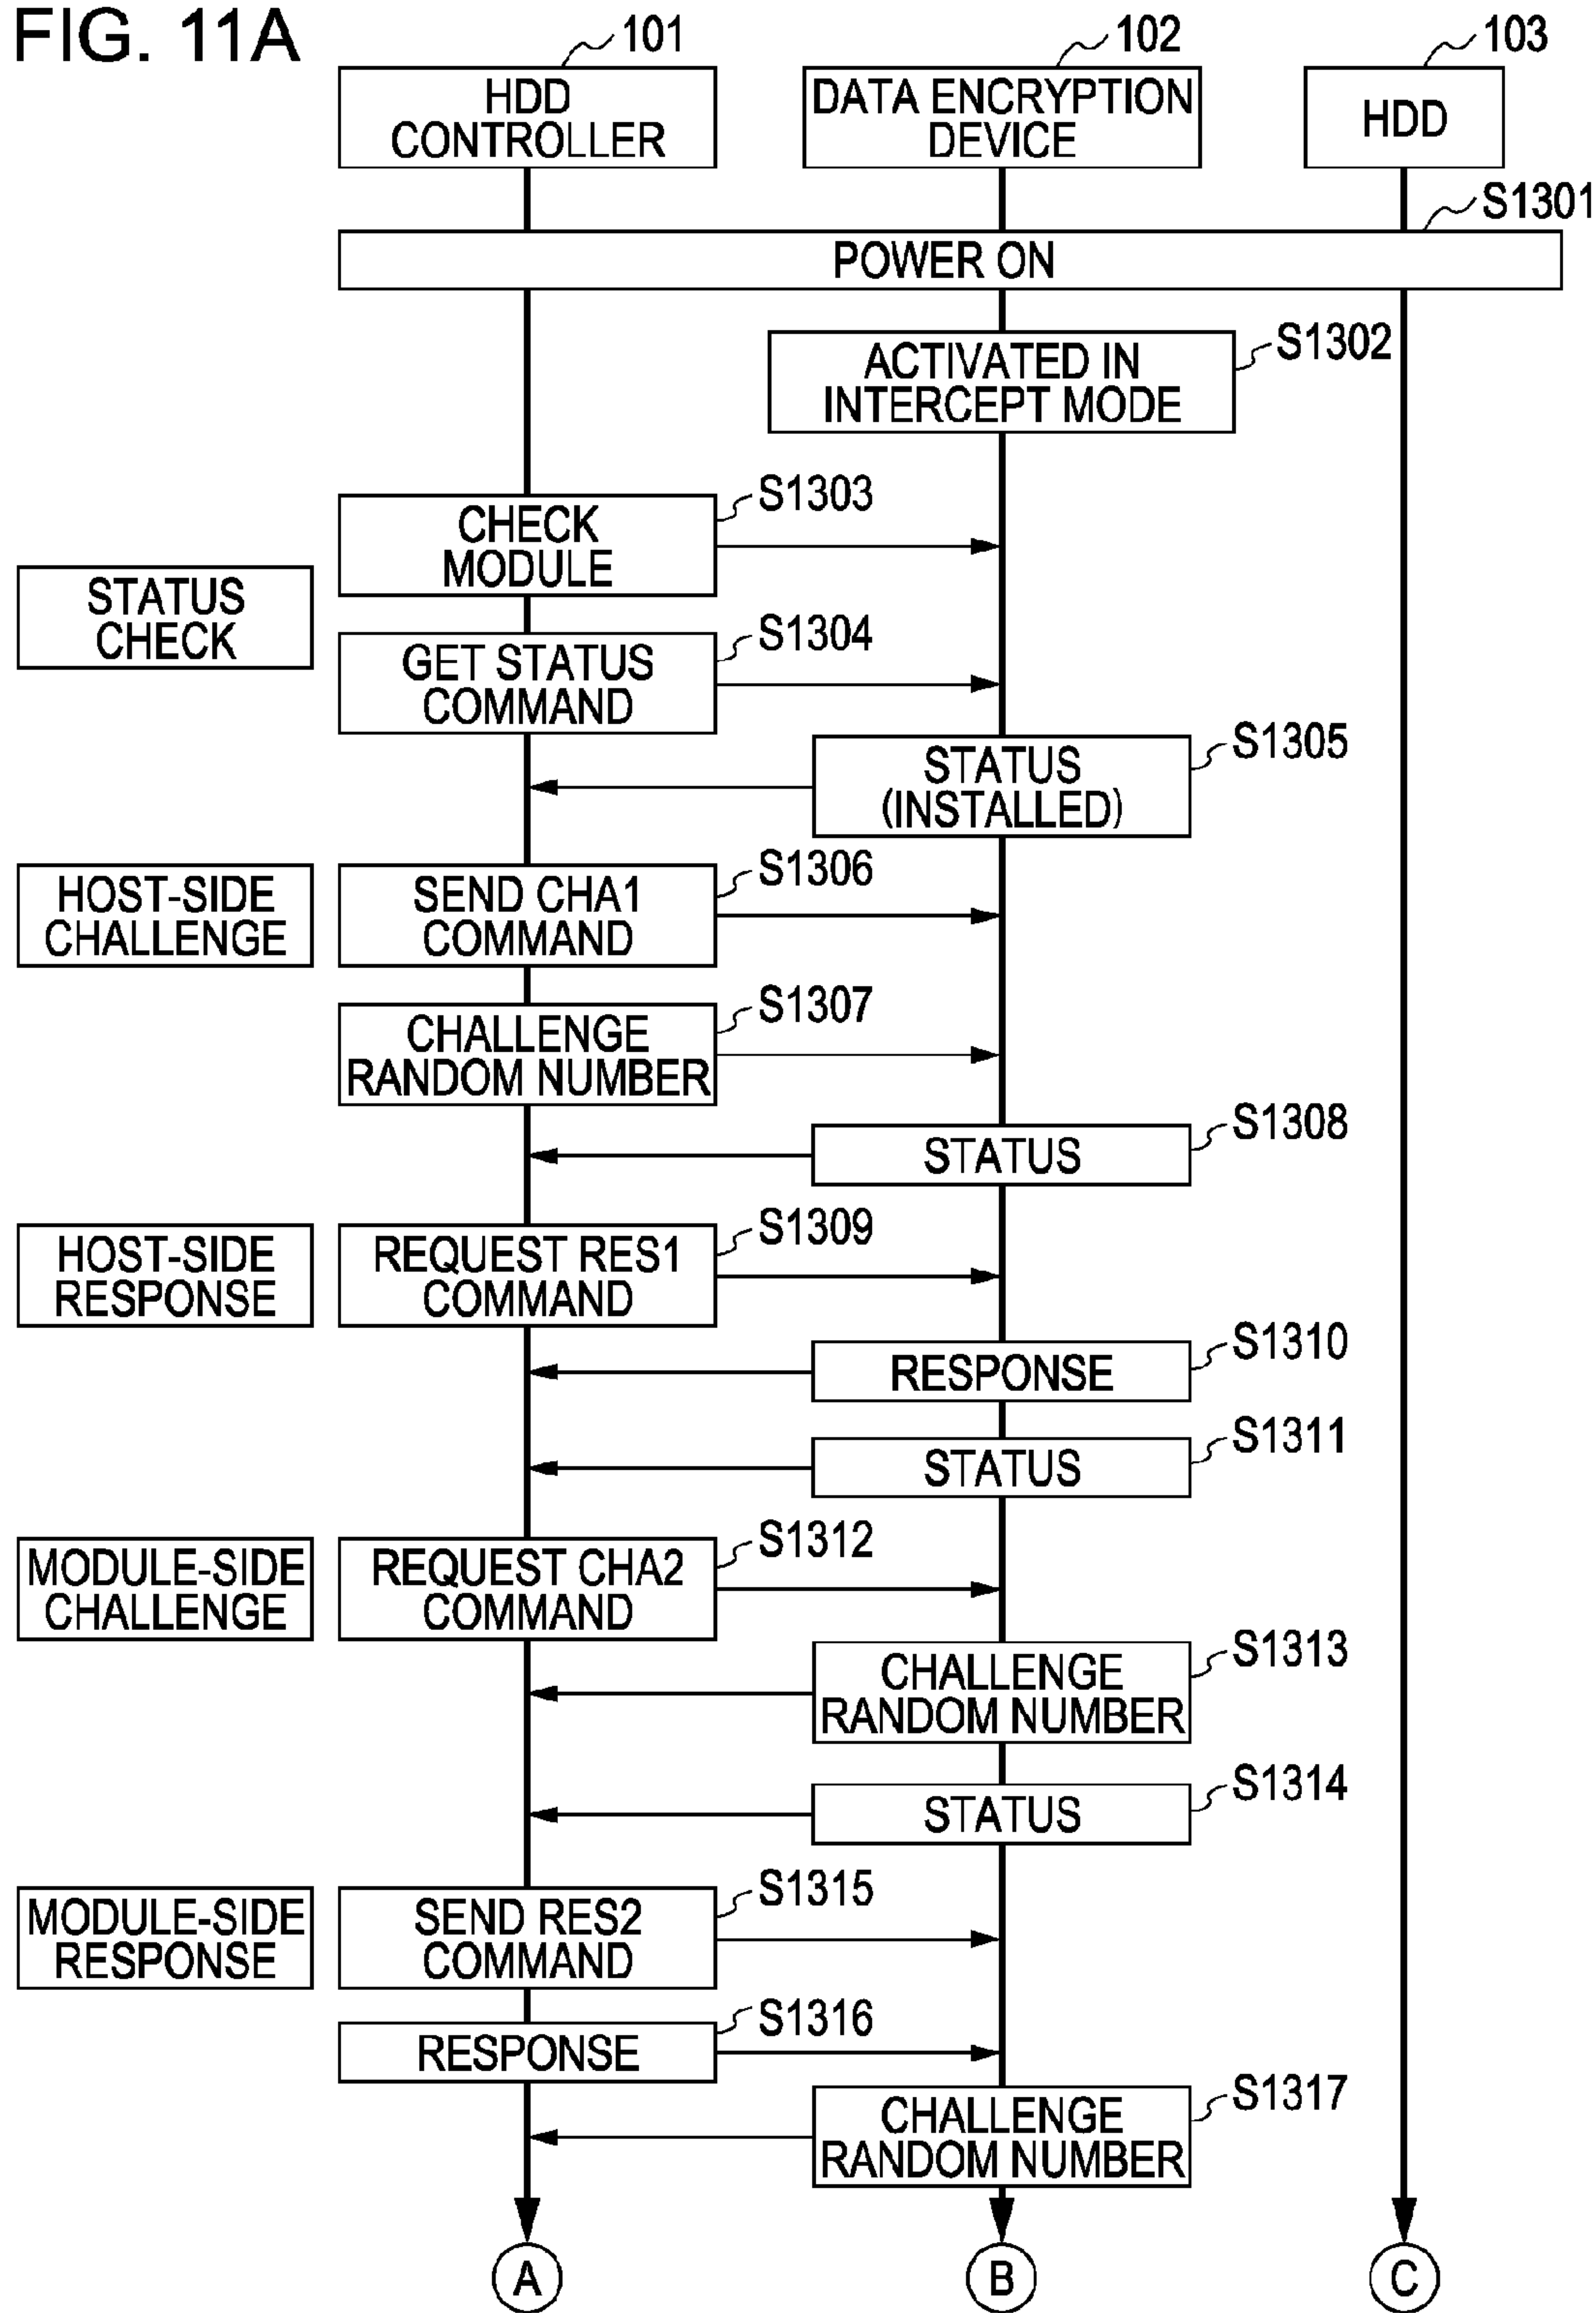 FIG. 11A
101
102
103
HDD
CONTROLLER
DATA ENCRYPTION
DEVICE
HDD
S1301
POWER ON
S1302
ACTIVATED IN
INTERCEPT MODE
S1303
CHECK
MODULE
STATUS
CHECK
S1304
GET STATUS
COMMAND
S1305
STATUS
(INSTALLED)
HOST-SIDE
CHALLENGE
S1306
SEND CHA1
COMMAND
S1307
CHALLENGE
RANDOM NUMBER
S1308
STATUS
HOST-SIDE
RESPONSE
S1309
REQUEST RES1
COMMAND
S1310
RESPONSE
S1311
STATUS
MODULE-SIDE
CHALLENGE
S1312
REQUEST CHA2
COMMAND
S1313
CHALLENGE
RANDOM NUMBER
S1314
STATUS
MODULE-SIDE
RESPONSE
S1315
SEND RES2
COMMAND
S1316
RESPONSE
S1317
CHALLENGE
RANDOM NUMBER
A
B
C